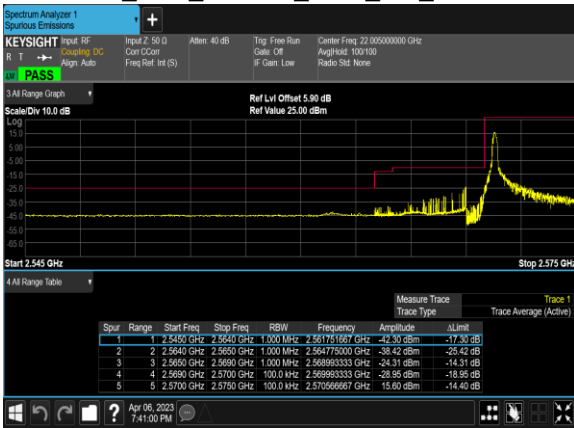 Spectrum Analyzer 1
Spurious Emissions
+
KEYSIGHT Input: RF Input Z: 50 Ω Atten: 40 dB Trig: Free Run Center Freq: 22.005000000 GHz
R T Coupling: DC Corr CCorr Gate: Off Avg|Hold: 100/100
Align: Auto Freq Ref: Int (S) IF Gain: Low Radio Std: None
PASS
3 All Range Graph
Ref Lvl Offset 5.90 dB
Scale/Div 10.0 dB Ref Value 25.00 dBm
Log
15.0
5.00
-5.00
-15.0
-25.0
-35.0
-45.0
-55.0
-65.0
Start 2.545 GHz Stop 2.575 GHz
4 All Range Table
Measure Trace Trace 1
Trace Type Trace Average (Active)
Spur Range Start Freq Stop Freq RBW Frequency Amplitude ΔLimit
1 1 2.5450 GHz 2.5640 GHz 1.000 MHz 2.561751667 GHz -42.30 dBm -17.30 dB
2 2 2.5640 GHz 2.5650 GHz 1.000 MHz 2.564775000 GHz -38.42 dBm -25.42 dB
3 3 2.5650 GHz 2.5690 GHz 1.000 MHz 2.568993333 GHz -24.31 dBm -14.31 dB
4 4 2.5690 GHz 2.5700 GHz 100.0 kHz 2.569993333 GHz -28.95 dBm -18.95 dB
5 5 2.5700 GHz 2.5750 GHz 100.0 kHz 2.570566667 GHz 15.60 dBm -14.40 dB
?
Apr 06, 2023
7:41:00 PM